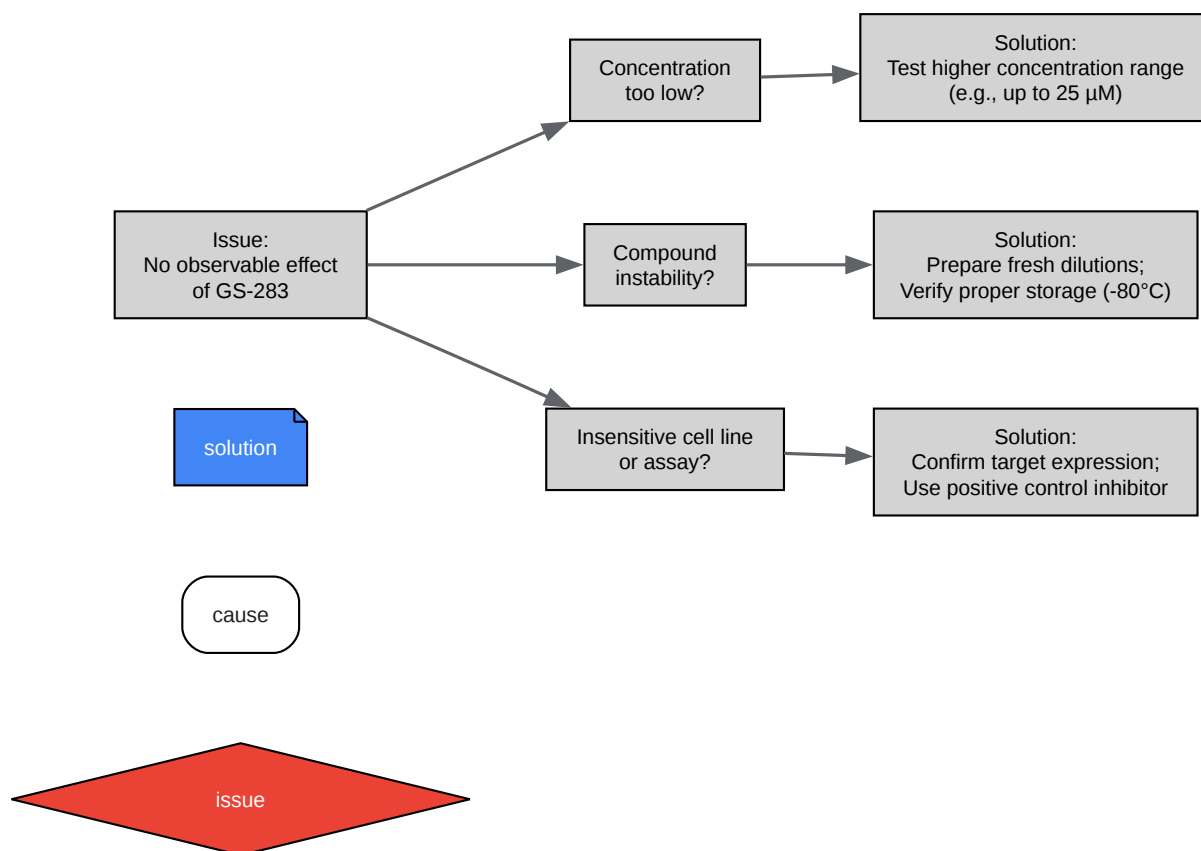 Concentration
too low?
Solution:
Test higher concentration range
(e.g., up to 25 µM)
Issue:
No observable effect
of GS-283
Compound
instability?
Solution:
Prepare fresh dilutions;
Verify proper storage (-80°C)
solution
Insensitive cell line
or assay?
Solution:
Confirm target expression;
Use positive control inhibitor
cause
issue